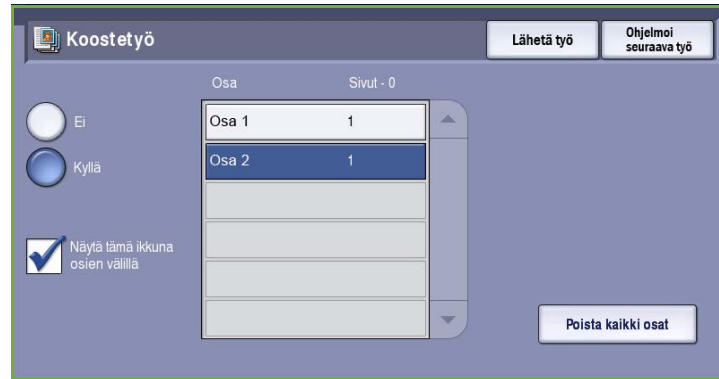 Koostetyö
Lähetä työ
Ohjelmoi
seuraava työ
Osa Sivut - 0
Ei
Kyllä
Osa 1 1
Osa 2 1
Näytä tämä ikkuna
osien välillä
Poista kaikki osat